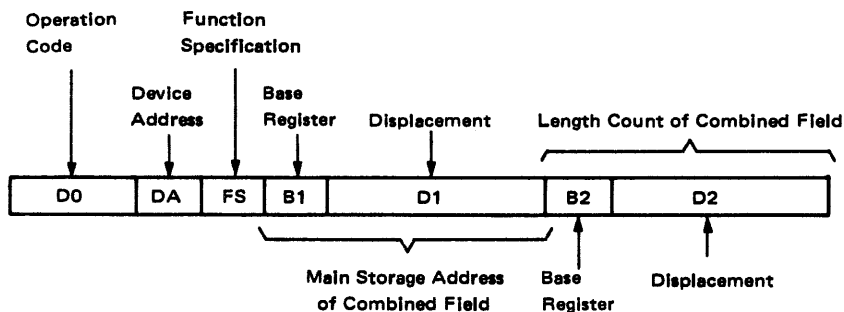 Operation
Code
Function
Specification
Device
Address
Base
Register
Displacement
Length Count of Combined Field
D0 DA FS B1 D1 B2 D2
Main Storage Address
of Combined Field
Base
Register
Displacement